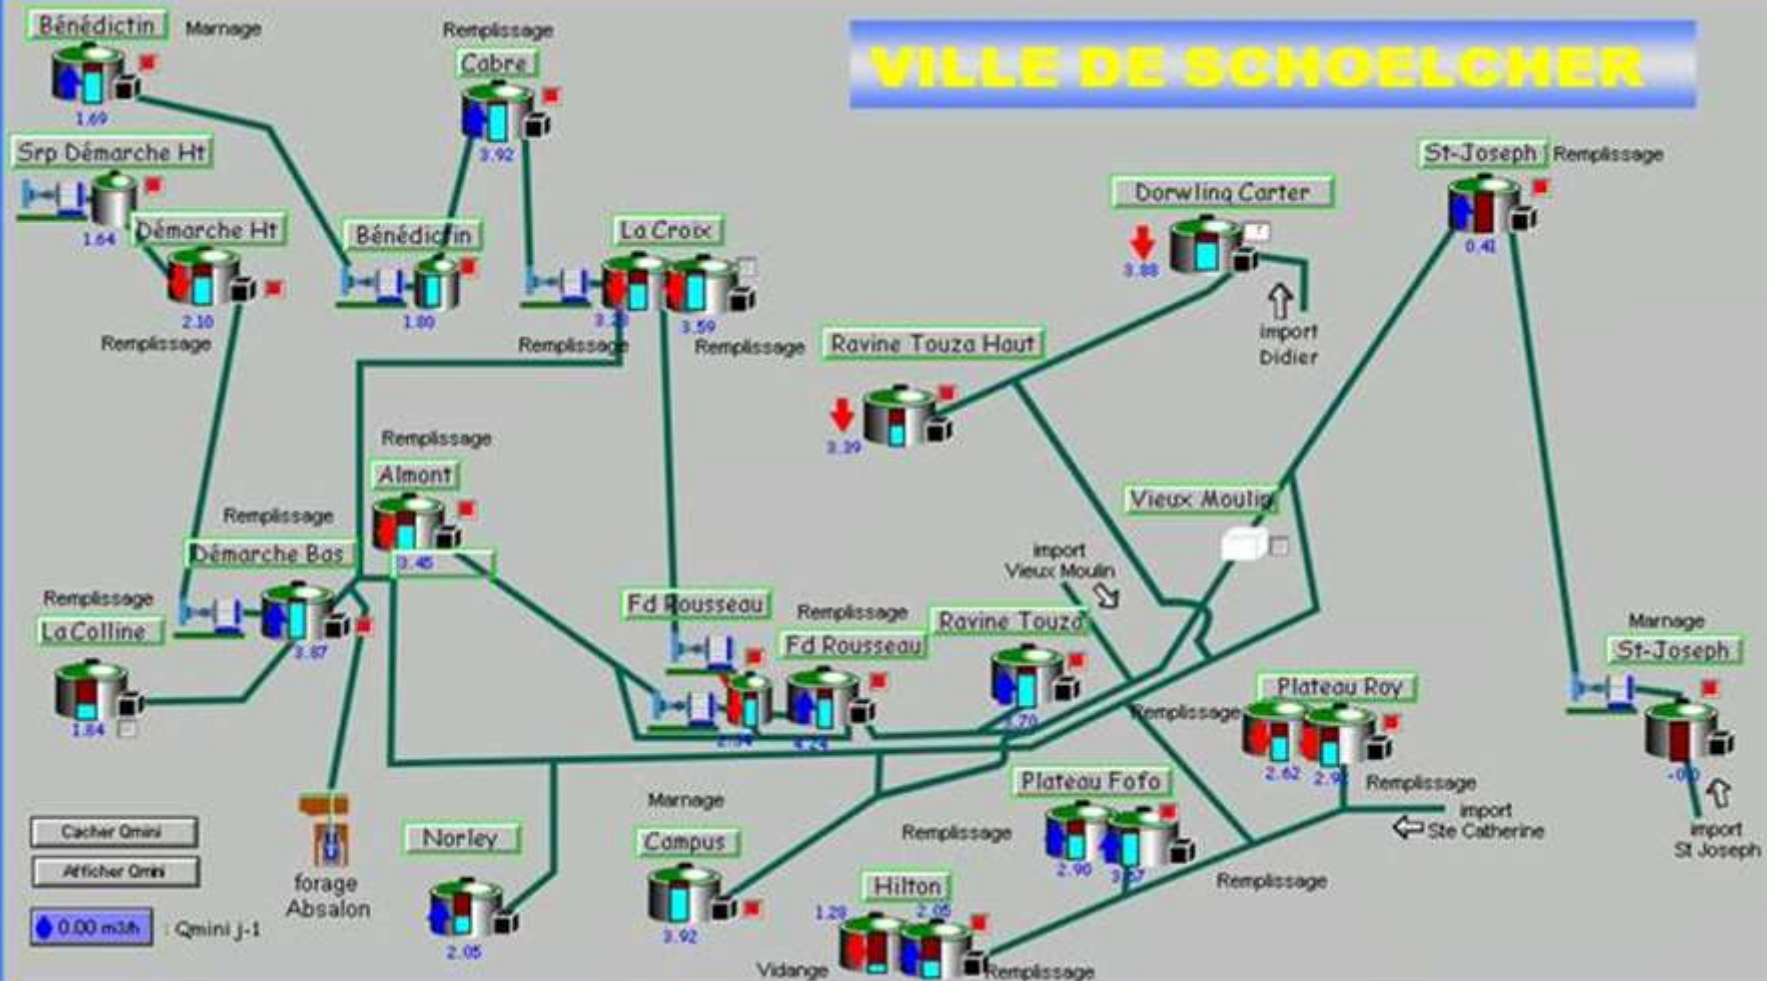 VILLE DE SCHOELCHER
Bénédictin
Marnage
1.69
Remplissage
Cabre
3.92
Srp Démarche Ht
1.64
Démarche Ht
2.10
Remplissage
Bénédictin
1.80
La Croix
3.59
Remplissage
Remplissage
Dorwling Carter
3.88
import
Didier
St-Joseph
Remplissage
0.41
Ravine Touza Haut
3.39
Remplissage
Almont
3.45
Vieux Moulin
import
Vieux Moulin
Remplissage
Démarche Bas
3.87
Remplissage
La Colline
1.64
Fd Rousseau
Remplissage
Fd Rousseau
4.24
Ravine Touza
Marnage
St-Joseph
import
St Joseph
Plateau Roy
Remplissage
2.62
Remplissage
import
Ste Catherine
Plateau Fofo
Remplissage
2.90
Remplissage
Marnage
Campus
3.92
Norley
2.05
Hilton
1.28
2.05
Vidange
Remplissage
forage
Absalon
Cacher Qmini
Afficher Qmini
0.00 m3/h
: Qmini j-1